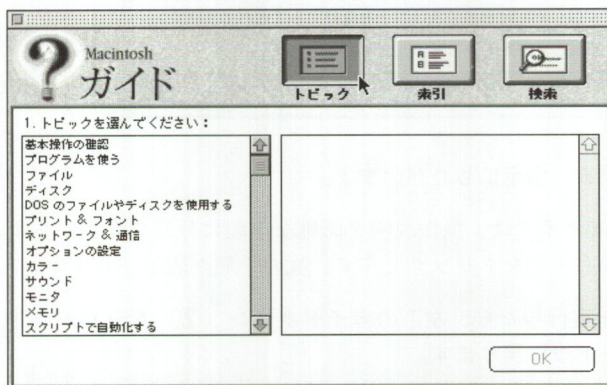 Macintosh
ガイド
トピック
索引
検索
1. トピックを選んでください：
基本操作の確認
プログラムを使う
ファイル
ディスク
DOS のファイルやディスクを使用する
プリント & フォント
ネットワーク & 通信
オプションの設定
カラー
サウンド
モニタ
メモリ
スクリプトで自動化する
OK